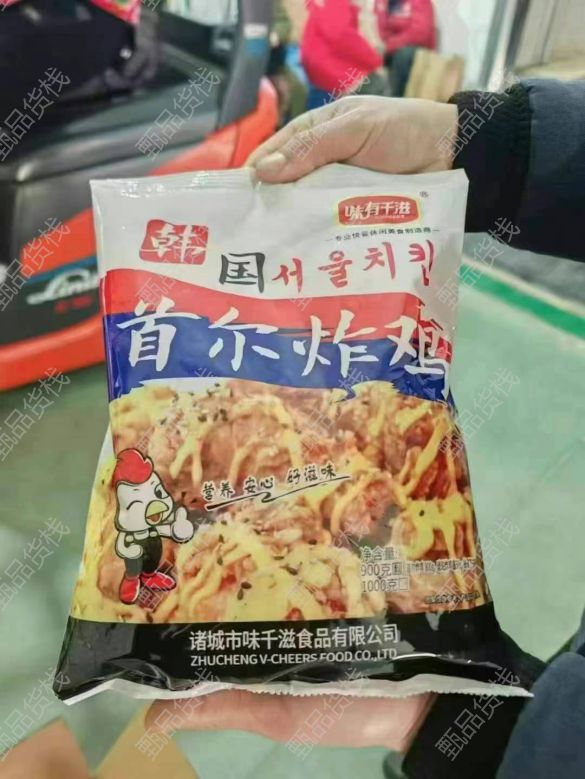 味有千滋
®
专业快餐休闲美食制造商
韩国서울치킨
首尔炸鸡
营养 安心 好滋味
净含量:
900克
1000克
诸城市味千滋食品有限公司
ZHUCHENG V-CHEERS FOOD CO.,LTD
甄品货栈